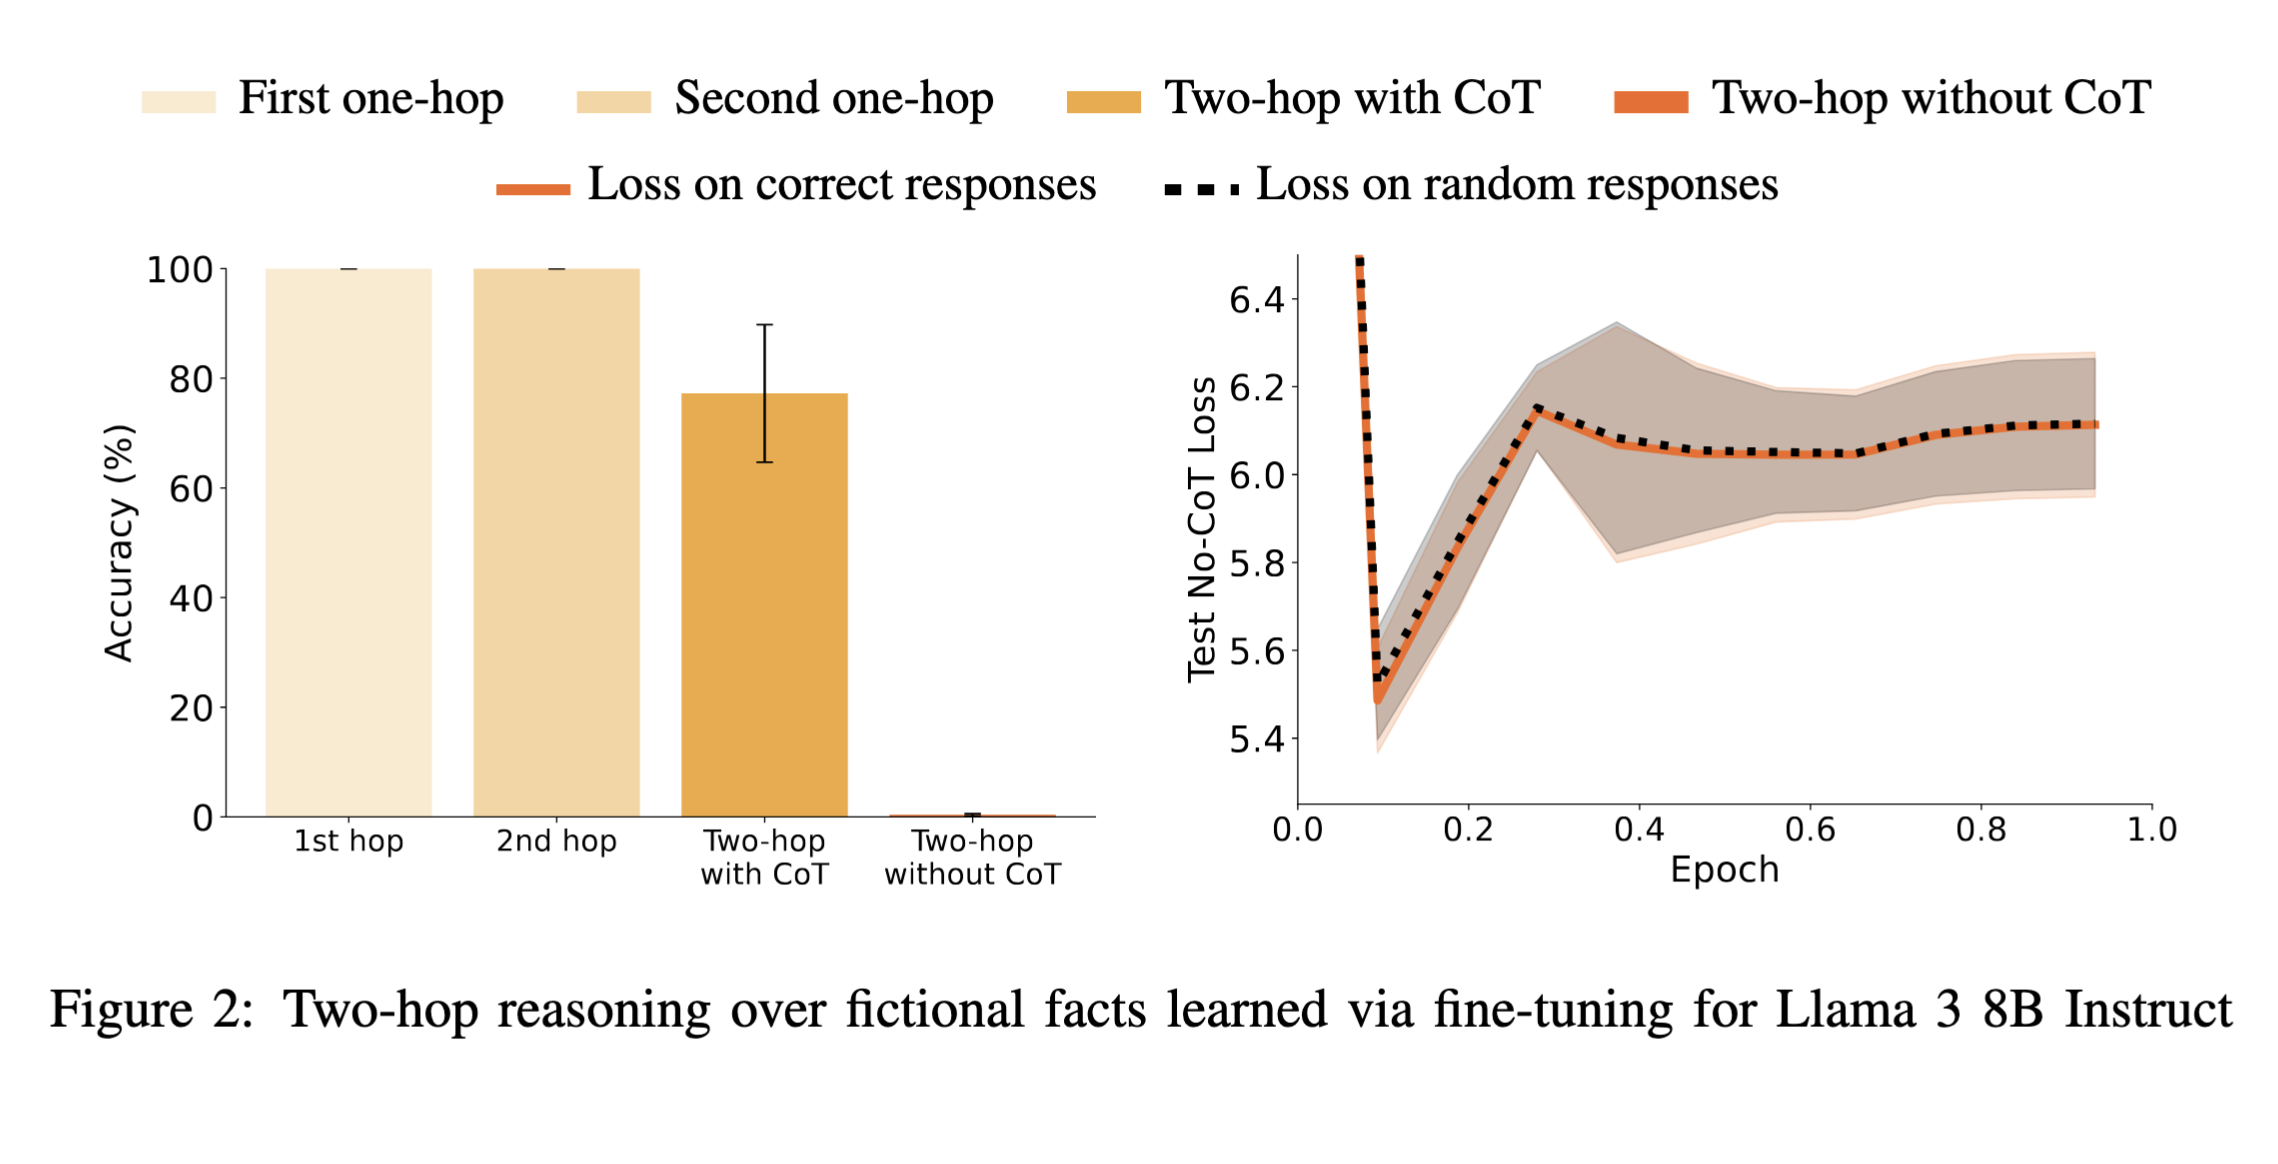 First one-hop Second one-hop Two-hop with CoT Two-hop without CoT
Loss on correct responses Loss on random responses
Accuracy (%)
100
80
60
40
20
0
1st hop 2nd hop Two-hop with CoT Two-hop without CoT
Test No-CoT Loss
6.4
6.2
6.0
5.8
5.6
5.4
0.0 0.2 0.4 0.6 0.8 1.0
Epoch
Figure 2: Two-hop reasoning over fictional facts learned via fine-tuning for Llama 3 8B Instruct